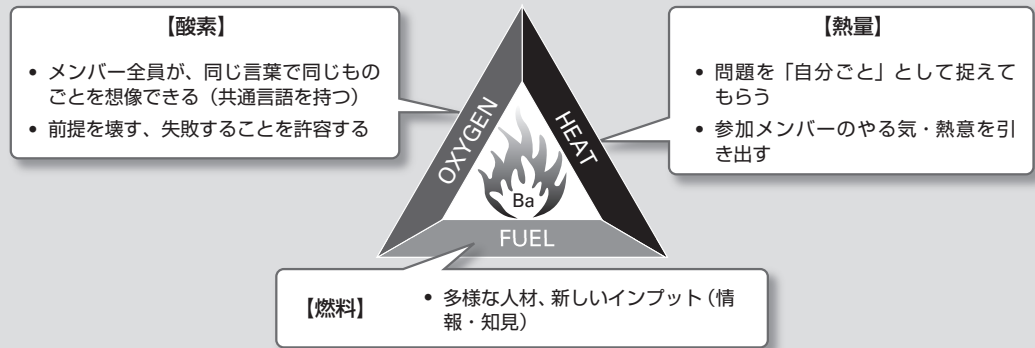 【酸素】
• メンバー全員が、同じ言葉で同じもの
ごとを想像できる（共通言語を持つ）
• 前提を壊す、失敗することを許容する
【熱量】
• 問題を「自分ごと」として捉えて
もらう
• 参加メンバーのやる気・熱意を引
き出す
OXYGEN
HEAT
Ba
FUEL
【燃料】
• 多様な人材、新しいインプット（情
報・知見）